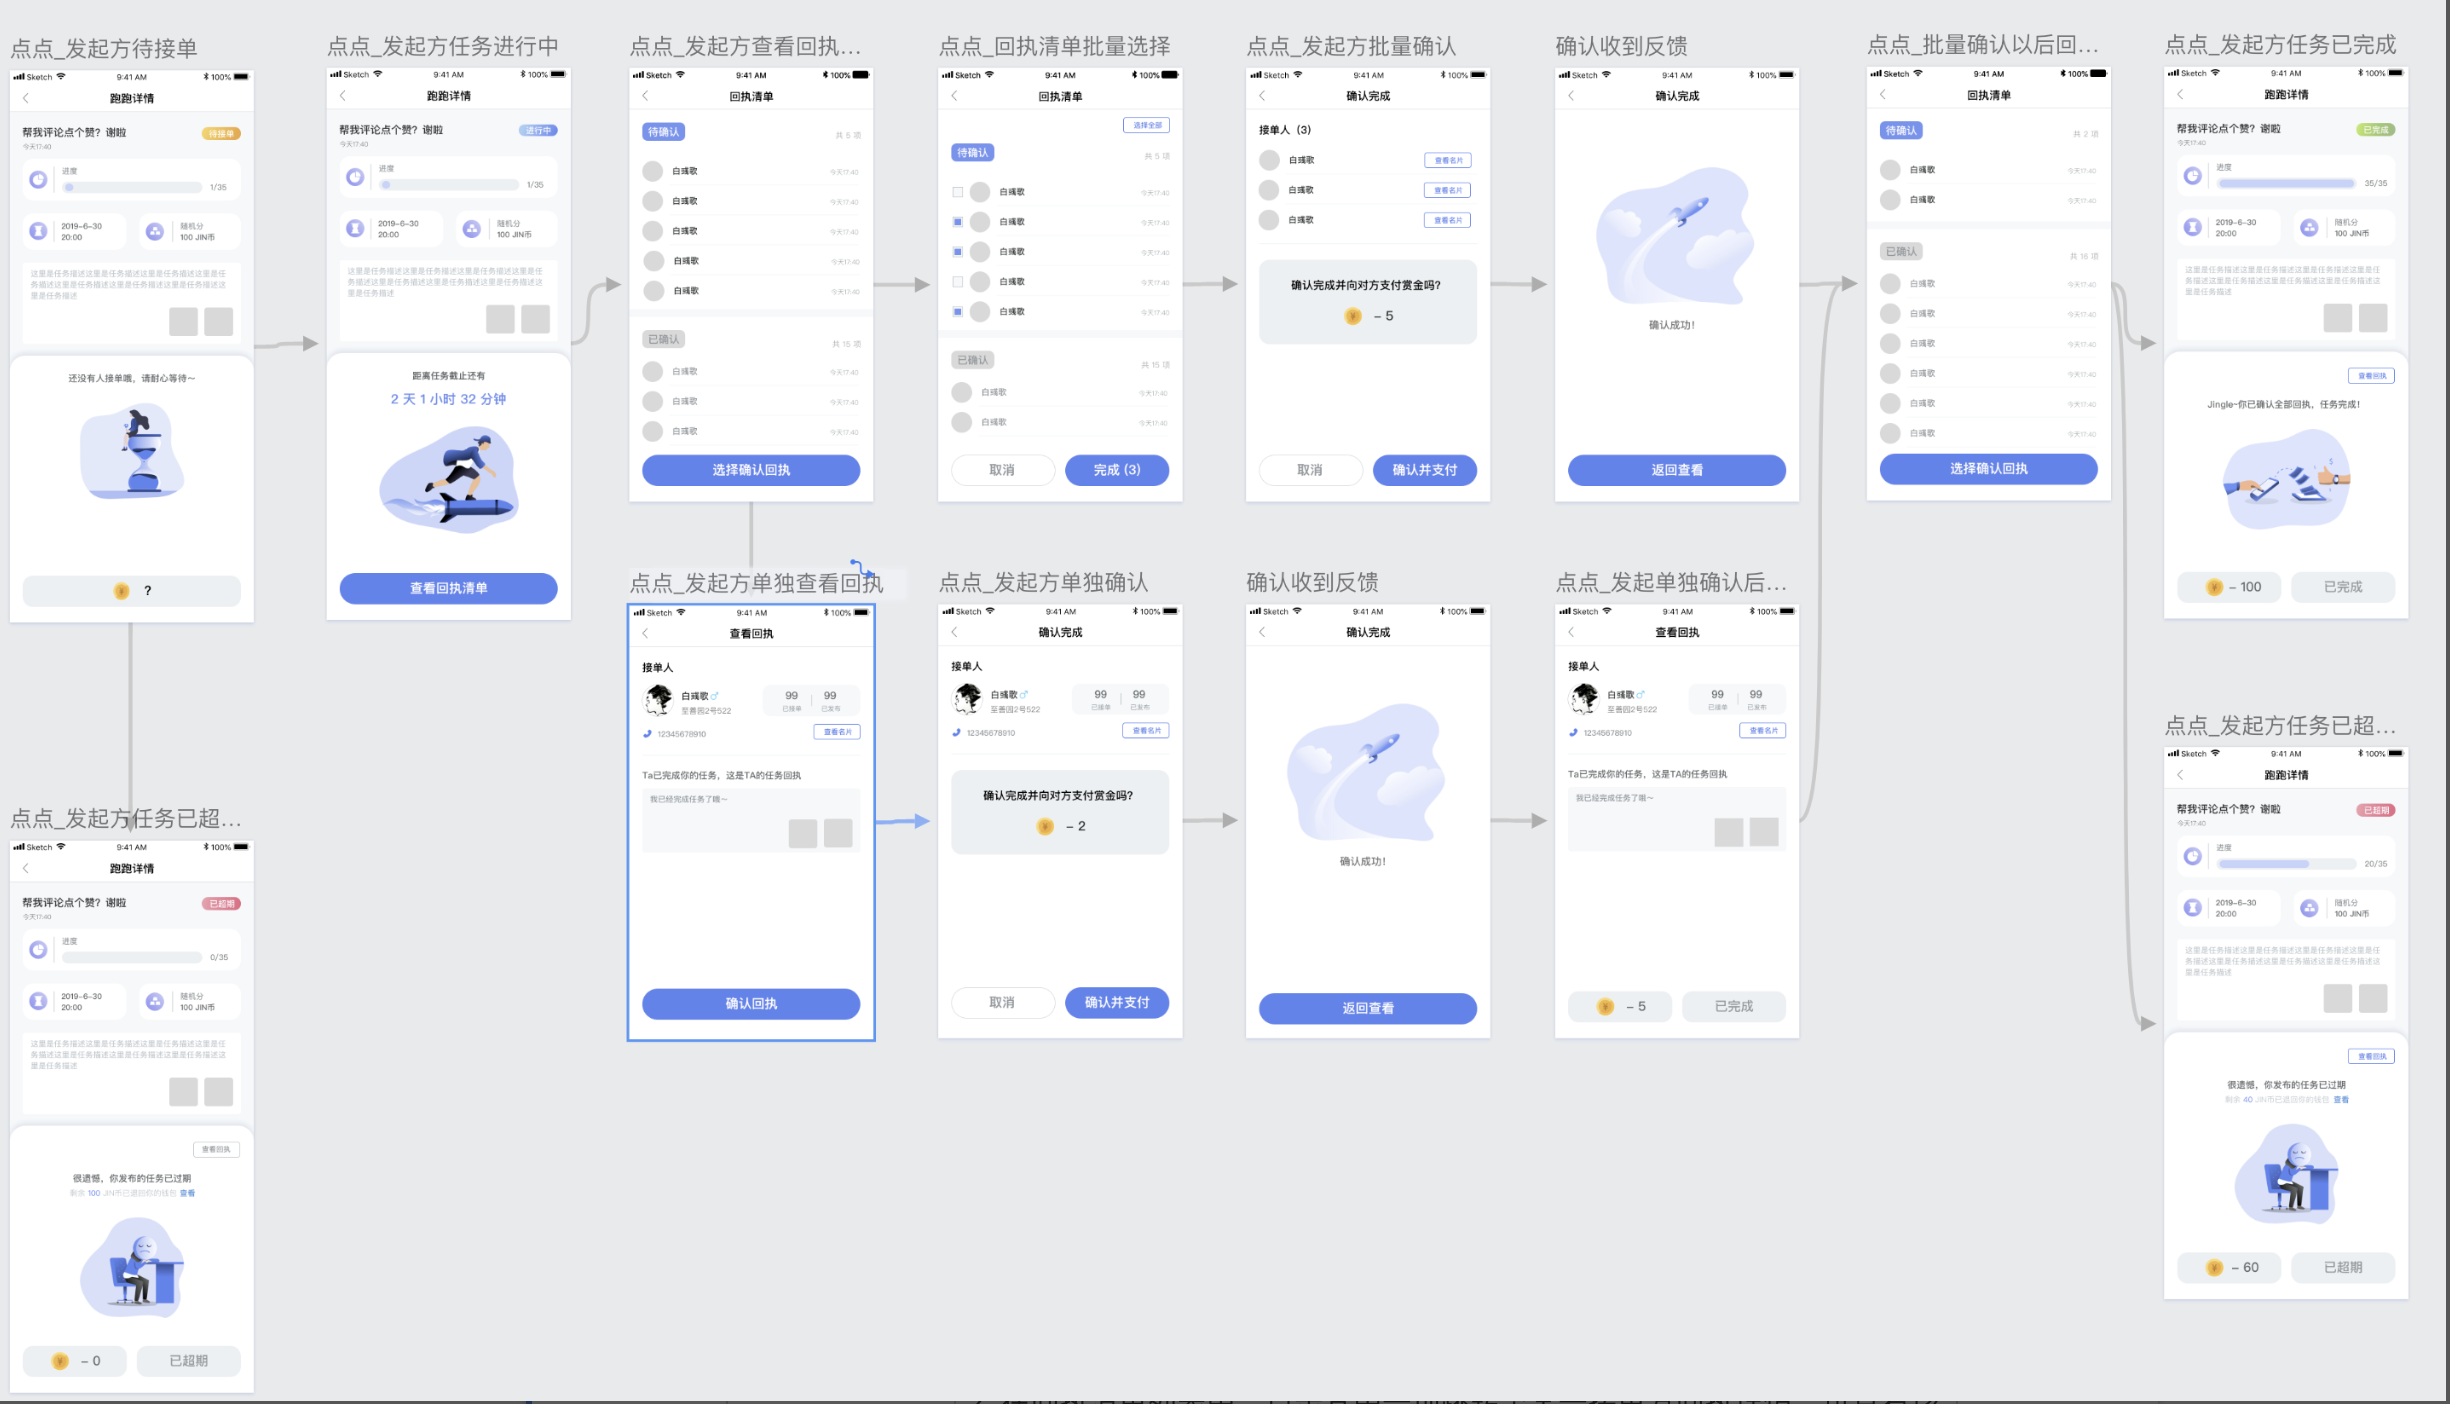 点点_发起方待接单
Sketch 9:41 AM 100%
跑跑详情
帮我评论点个赞？谢啦 待接单
今天17:40
进度
1/35
2019-6-30
20:00
随机分
100 JIN币
这里是任务描述这里是任务描述这里是任务描述这里是任
务描述这里是任务描述这里是任务描述这里是任务描述这
里是任务描述
还没有人接单哦，请耐心等待～
?
点点_发起方任务进行中
Sketch 9:41 AM 100%
跑跑详情
帮我评论点个赞？谢啦 进行中
今天17:40
进度
1/35
2019-6-30
20:00
随机分
100 JIN币
这里是任务描述这里是任务描述这里是任务描述这里是任
务描述这里是任务描述这里是任务描述这里是任务描述这
里是任务描述
距离任务截止还有
2 天 1 小时 32 分钟
查看回执清单
点点_发起方查看回执...
Sketch 9:41 AM 100%
回执清单
待确认 共 5 项
白彧歌 今天17:40
白彧歌 今天17:40
白彧歌 今天17:40
白彧歌 今天17:40
白彧歌 今天17:40
已确认 共 15 项
白彧歌 今天17:40
白彧歌 今天17:40
白彧歌 今天17:40
选择确认回执
点点_回执清单批量选择
Sketch 9:41 AM 100%
回执清单
选择全部
待确认 共 5 项
白彧歌 今天17:40
白彧歌 今天17:40
白彧歌 今天17:40
白彧歌 今天17:40
白彧歌 今天17:40
已确认 共 15 项
白彧歌 今天17:40
白彧歌 今天17:40
取消 完成 (3)
点点_发起方批量确认
Sketch 9:41 AM 100%
确认完成
接单人（3）
白彧歌 查看名片
白彧歌 查看名片
白彧歌 查看名片
确认完成并向对方支付赏金吗？
- 5
取消 确认并支付
确认收到反馈
Sketch 9:41 AM 100%
确认完成
确认成功！
返回查看
点点_批量确认以后回...
Sketch 9:41 AM 100%
回执清单
待确认 共 2 项
白彧歌 今天17:40
白彧歌 今天17:40
已确认 共 16 项
白彧歌 今天17:40
白彧歌 今天17:40
白彧歌 今天17:40
白彧歌 今天17:40
白彧歌 今天17:40
白彧歌 今天17:40
选择确认回执
点点_发起方任务已完成
Sketch 9:41 AM 100%
跑跑详情
帮我评论点个赞？谢啦 已完成
今天17:40
进度
35/35
2019-6-30
20:00
随机分
100 JIN币
这里是任务描述这里是任务描述这里是任务描述这里是任
务描述这里是任务描述这里是任务描述这里是任务描述这
里是任务描述
查看回执
Jingle~你已确认全部回执，任务完成！
- 100 已完成
点点_发起方单独查看回执
Sketch 9:41 AM 100%
查看回执
接单人
白彧歌♂ 99 99
至善园2号522 已接单 已发布
12345678910 查看名片
Ta已完成你的任务，这是TA的任务回执
我已经完成任务了哦～
确认回执
点点_发起方单独确认
Sketch 9:41 AM 100%
确认完成
接单人
白彧歌♂ 99 99
至善园2号522 已接单 已发布
12345678910 查看名片
确认完成并向对方支付赏金吗？
- 2
取消 确认并支付
确认收到反馈
Sketch 9:41 AM 100%
确认完成
确认成功！
返回查看
点点_发起单独确认后...
Sketch 9:41 AM 100%
查看回执
接单人
白彧歌♂ 99 99
至善园2号522 已接单 已发布
12345678910 查看名片
Ta已完成你的任务，这是TA的任务回执
我已经完成任务了哦～
- 5 已完成
点点_发起方任务已超...
Sketch 9:41 AM 100%
跑跑详情
帮我评论点个赞？谢啦 已超期
今天17:40
进度
20/35
2019-6-30
20:00
随机分
100 JIN币
这里是任务描述这里是任务描述这里是任务描述这里是任
务描述这里是任务描述这里是任务描述这里是任务描述这
里是任务描述
查看回执
很遗憾，你发布的任务已过期
剩余 40 JIN币已退回你的钱包 查看
- 60 已超期
点点_发起方任务已超...
Sketch 9:41 AM 100%
跑跑详情
帮我评论点个赞？谢啦 已超期
今天17:40
进度
0/35
2019-6-30
20:00
随机分
100 JIN币
这里是任务描述这里是任务描述这里是任务描述这里是任
务描述这里是任务描述这里是任务描述这里是任务描述这
里是任务描述
查看回执
很遗憾，你发布的任务已过期
剩余 100 JIN币已退回你的钱包 查看
- 0 已超期